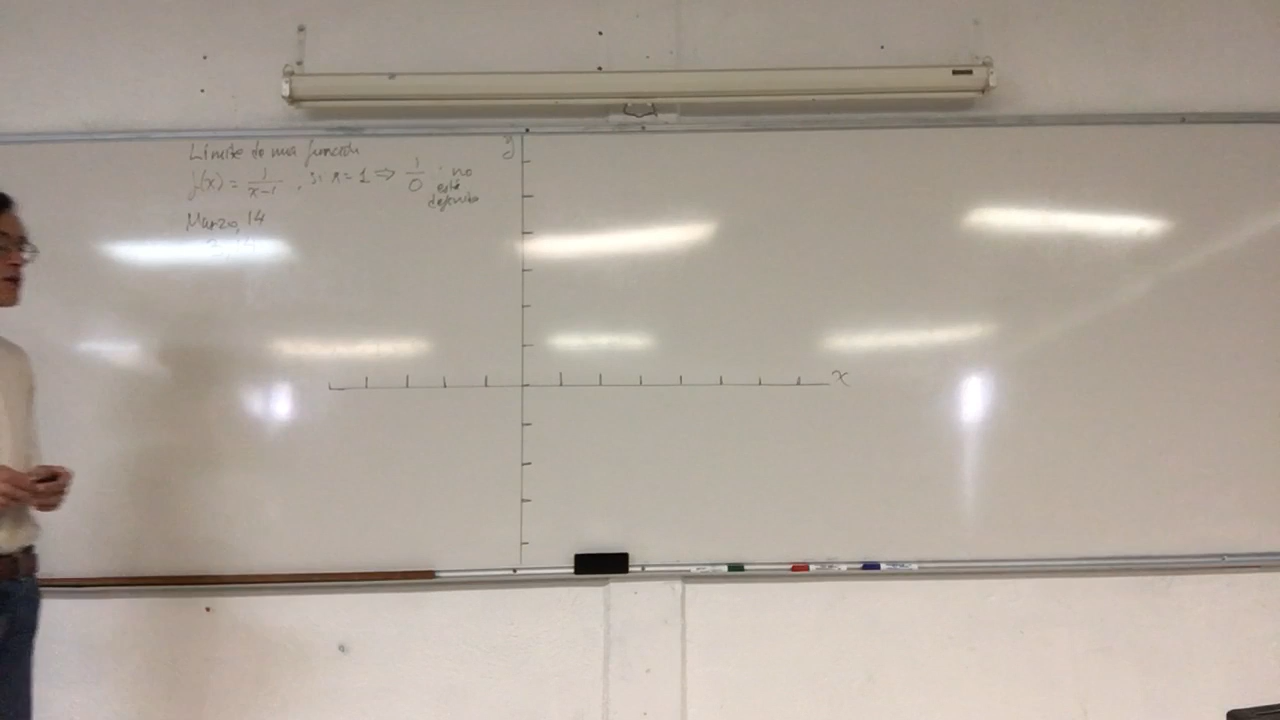 Límite de una función
f(x) = 1/(x-1), si x = 1 ⇒ 1/0 : no
está
definido
Marzo, 14
y
x